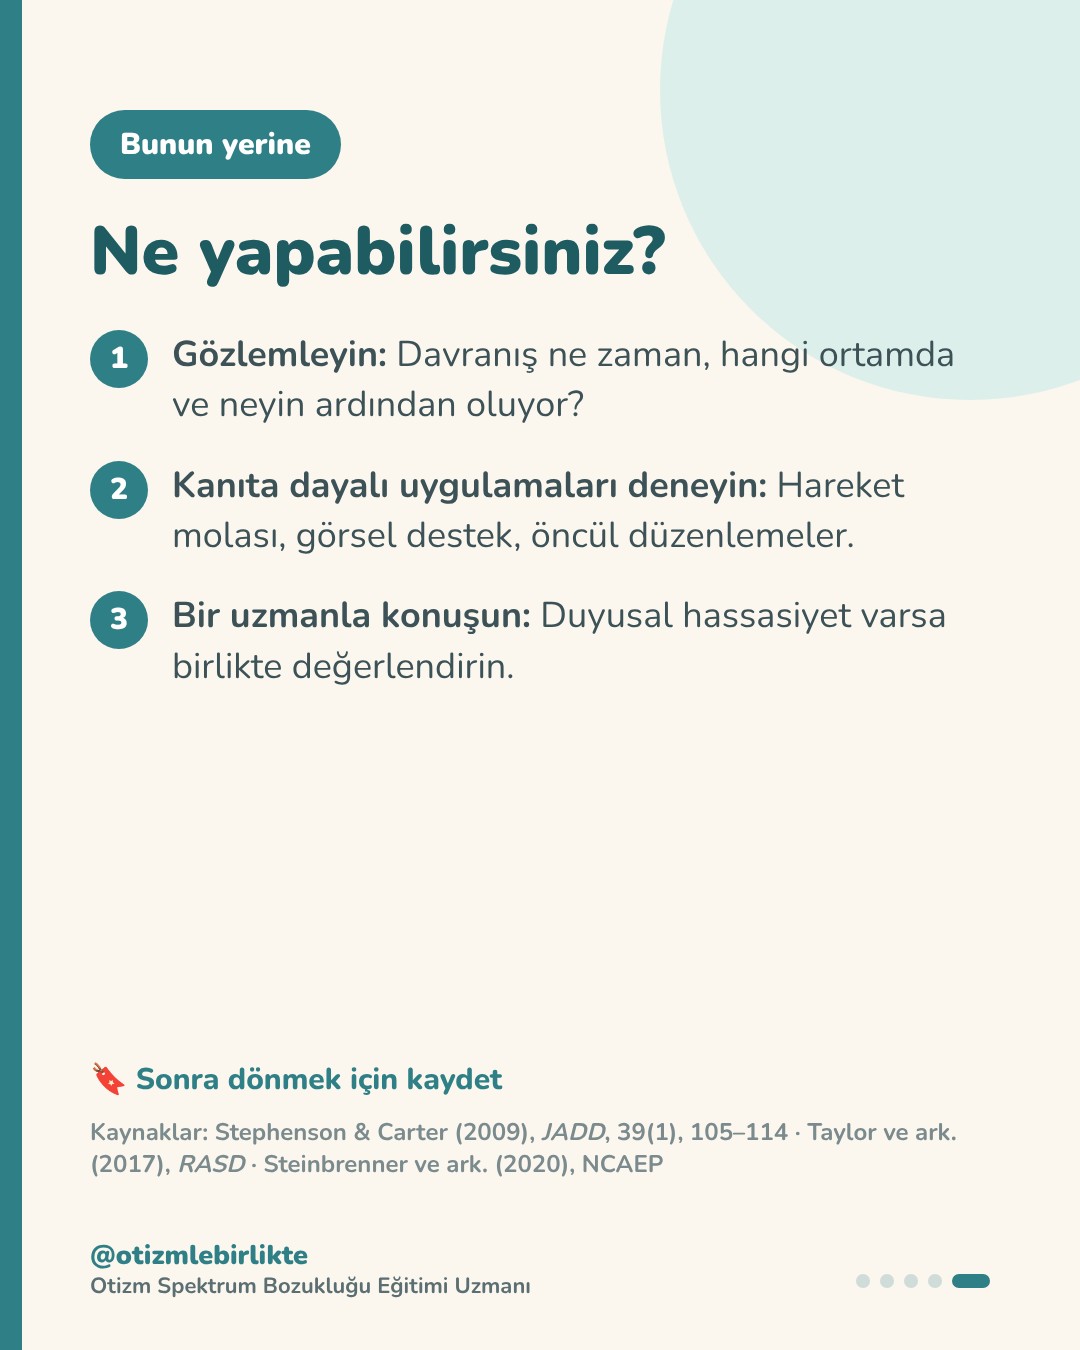 Bunun yerine
Ne yapabilirsiniz?
1 Gözlemleyin: Davranış ne zaman, hangi ortamda
ve neyin ardından oluyor?
2 Kanıta dayalı uygulamaları deneyin: Hareket
molası, görsel destek, öncül düzenlemeler.
3 Bir uzmanla konuşun: Duyusal hassasiyet varsa
birlikte değerlendirin.
🔖 Sonra dönmek için kaydet
Kaynaklar: Stephenson & Carter (2009), JADD, 39(1), 105–114 · Taylor ve ark.
(2017), RASD · Steinbrenner ve ark. (2020), NCAEP
@otizmlebirlikte
Otizm Spektrum Bozukluğu Eğitimi Uzmanı